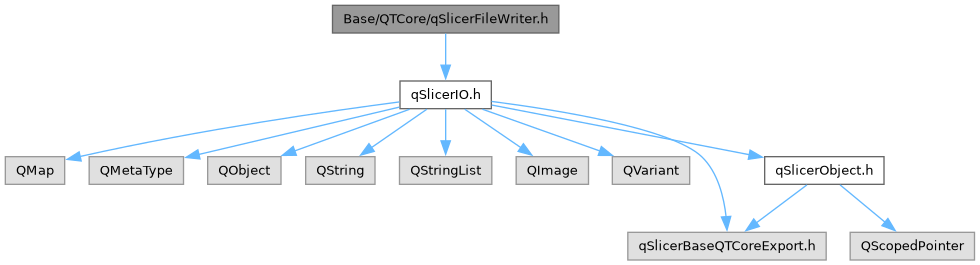 Base/QTCore/qSlicerFileWriter.h
qSlicerIO.h
QMap
QMetaType
QObject
QString
QStringList
QImage
QVariant
qSlicerObject.h
qSlicerBaseQTCoreExport.h
QScopedPointer